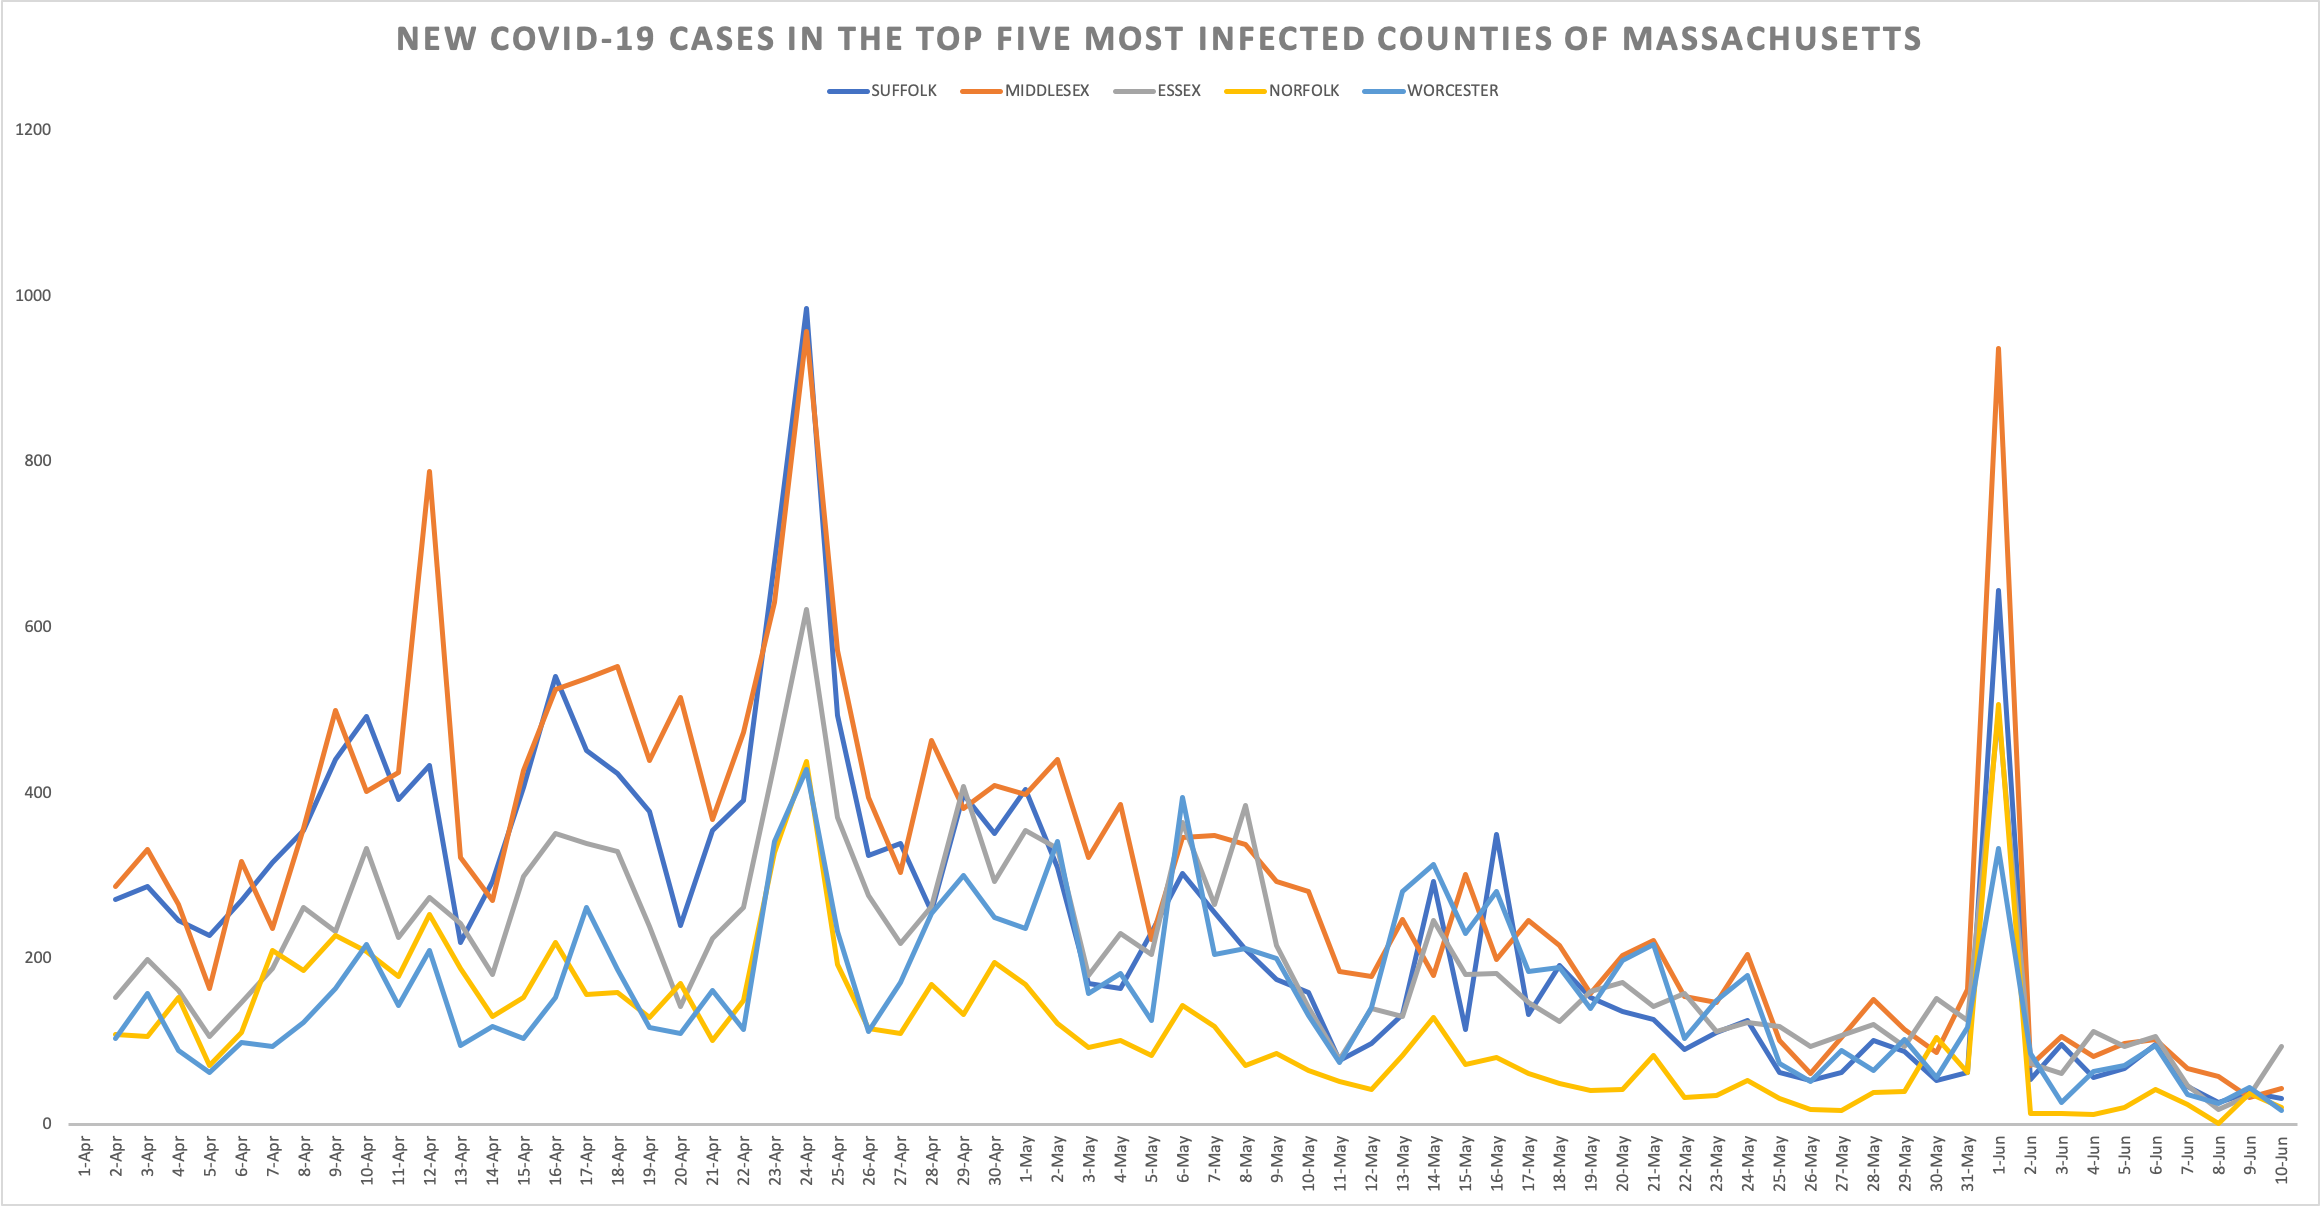 NEW COVID-19 CASES IN THE TOP FIVE MOST INFECTED COUNTIES OF MASSACHUSETTS
SUFFOLK MIDDLESEX ESSEX NORFOLK WORCESTER
1200
1000
800
600
400
200
0
1-Apr
2-Apr
3-Apr
4-Apr
5-Apr
6-Apr
7-Apr
8-Apr
9-Apr
10-Apr
11-Apr
12-Apr
13-Apr
14-Apr
15-Apr
16-Apr
17-Apr
18-Apr
19-Apr
20-Apr
21-Apr
22-Apr
23-Apr
24-Apr
25-Apr
26-Apr
27-Apr
28-Apr
29-Apr
30-Apr
1-May
2-May
3-May
4-May
5-May
6-May
7-May
8-May
9-May
10-May
11-May
12-May
13-May
14-May
15-May
16-May
17-May
18-May
19-May
20-May
21-May
22-May
23-May
24-May
25-May
26-May
27-May
28-May
29-May
30-May
31-May
1-Jun
2-Jun
3-Jun
4-Jun
5-Jun
6-Jun
7-Jun
8-Jun
9-Jun
10-Jun